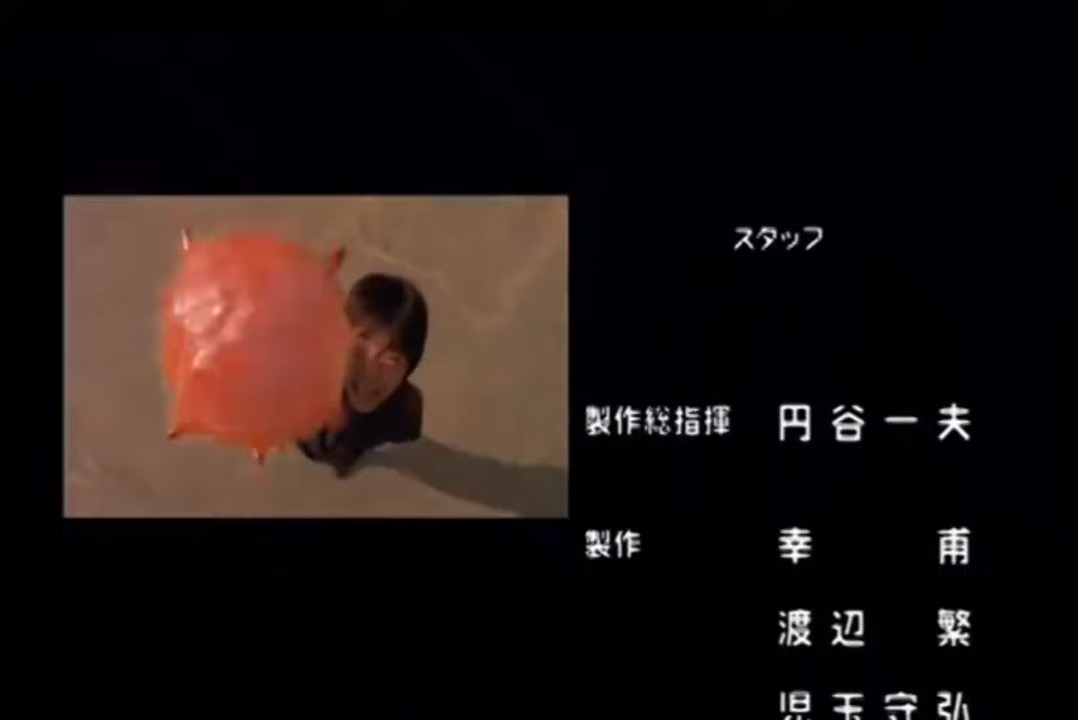 スタッフ
製作総指揮 円谷一夫
製作 幸 甫
渡辺 繁
児玉守弘